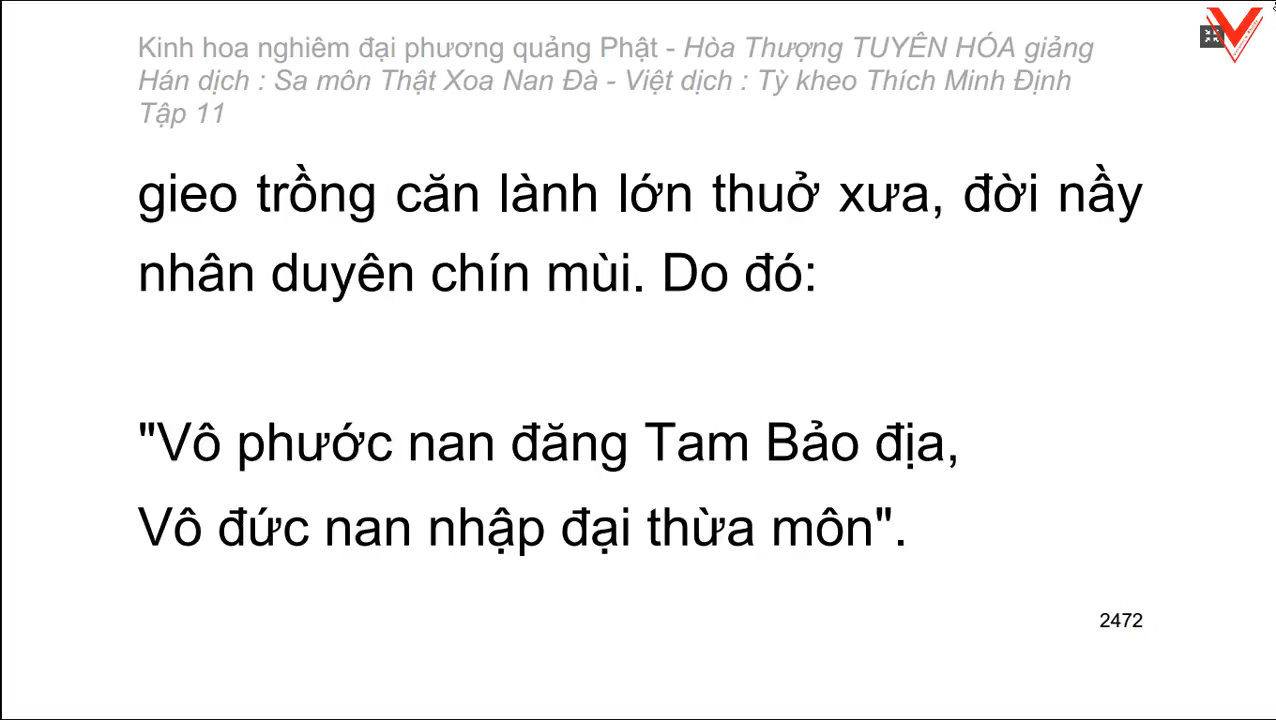 Kinh hoa nghiêm đại phương quảng Phật - Hòa Thượng TUYÊN HÓA giảng
Hán dịch : Sa môn Thật Xoa Nan Đà - Việt dịch : Tỳ kheo Thích Minh Định
Tập 11
gieo trồng căn lành lớn thuở xưa, đời nầy
nhân duyên chín mùi. Do đó:
"Vô phước nan đăng Tam Bảo địa,
Vô đức nan nhập đại thừa môn".
2472